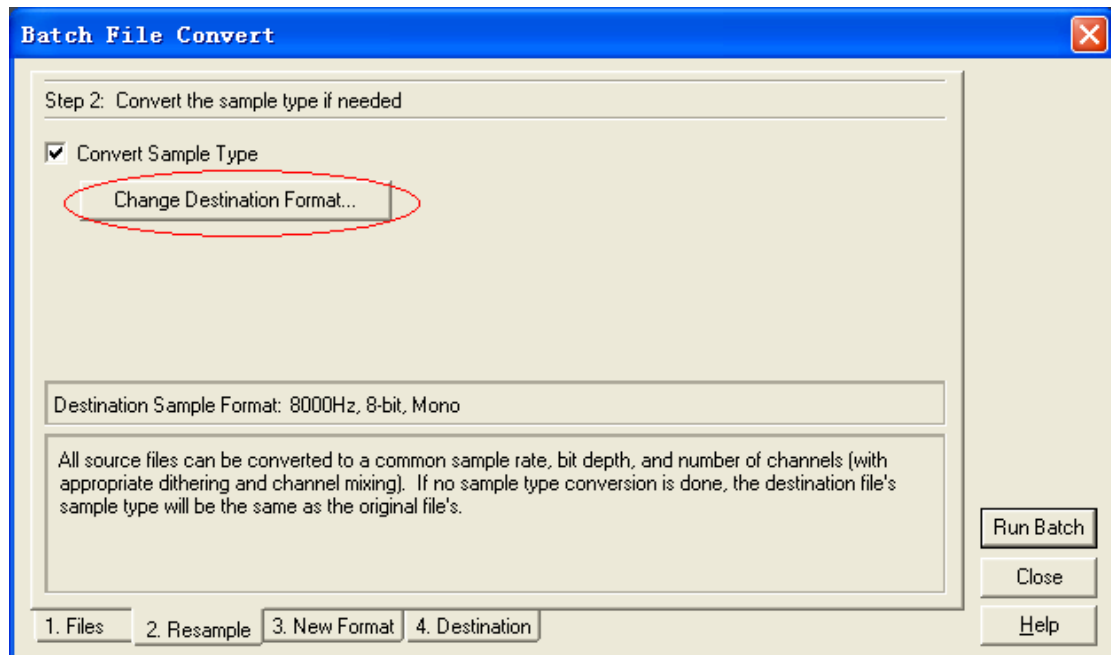 Batch File Convert
Step 2: Convert the sample type if needed
Convert Sample Type
Change Destination Format...
Destination Sample Format: 8000Hz, 8-bit, Mono
All source files can be converted to a common sample rate, bit depth, and number of channels (with
appropriate dithering and channel mixing). If no sample type conversion is done, the destination file's
sample type will be the same as the original file's.
Run Batch
Close
Help
1. Files
2. Resample
3. New Format
4. Destination